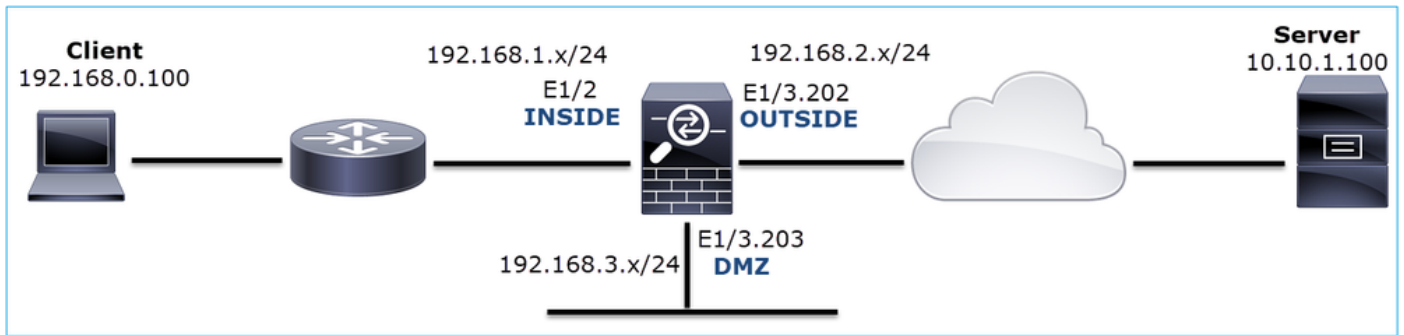 Client
192.168.0.100
192.168.1.x/24
E1/2
INSIDE
192.168.2.x/24
E1/3.202
OUTSIDE
Server
10.10.1.100
192.168.3.x/24
E1/3.203
DMZ